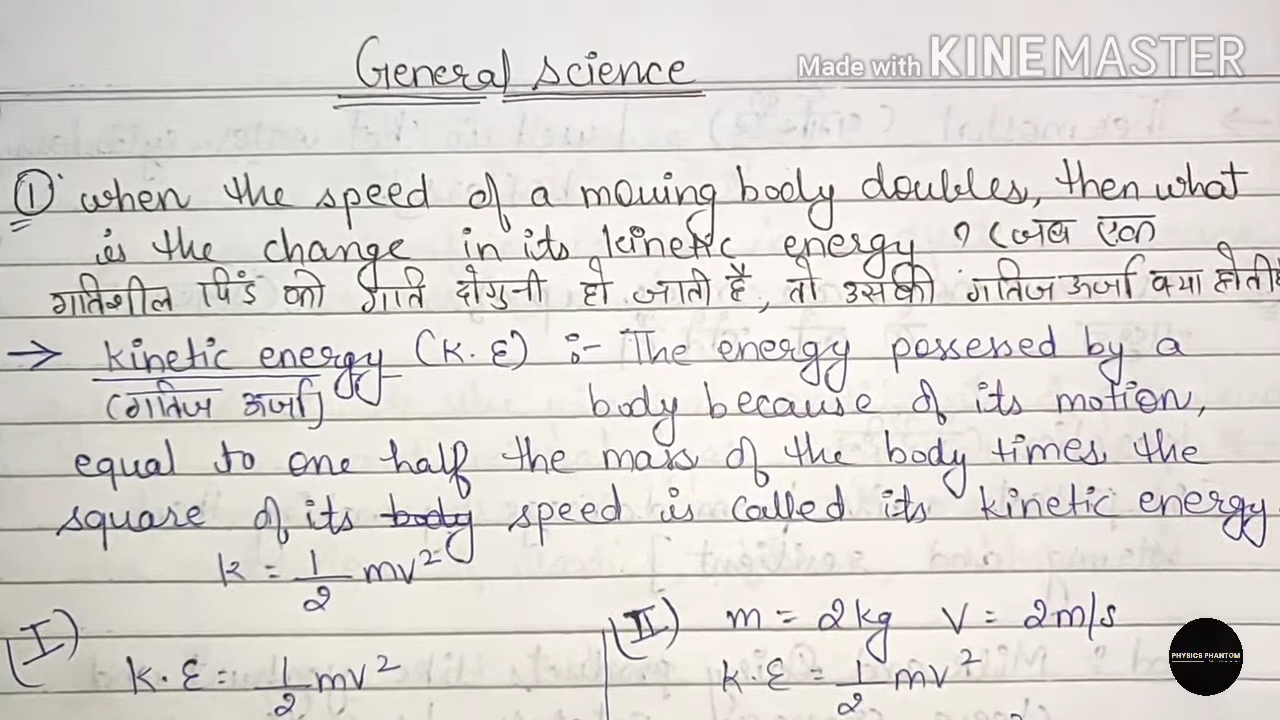 Made with KINEMASTER
General science
① when the speed of a moving body doubles, then what
is the change in its kinetic energy ? (जब एक
गतिशील पिंड को गति दोगुनी हो जाती है, तो उसकी गतिज ऊर्जा क्या होती है
→ Kinetic energy (K.E) :- The energy possessed by a
(गतिज ऊर्जा) body because of its motion,
equal to one half the mass of the body times the
square of its body speed is called its kinetic energy.
K = 1/2 mv²
(I) (II) m = 2kg V = 2m/s
K.E = 1/2 mv² K.E = 1/2 mv²
PHYSICS PHANTOM